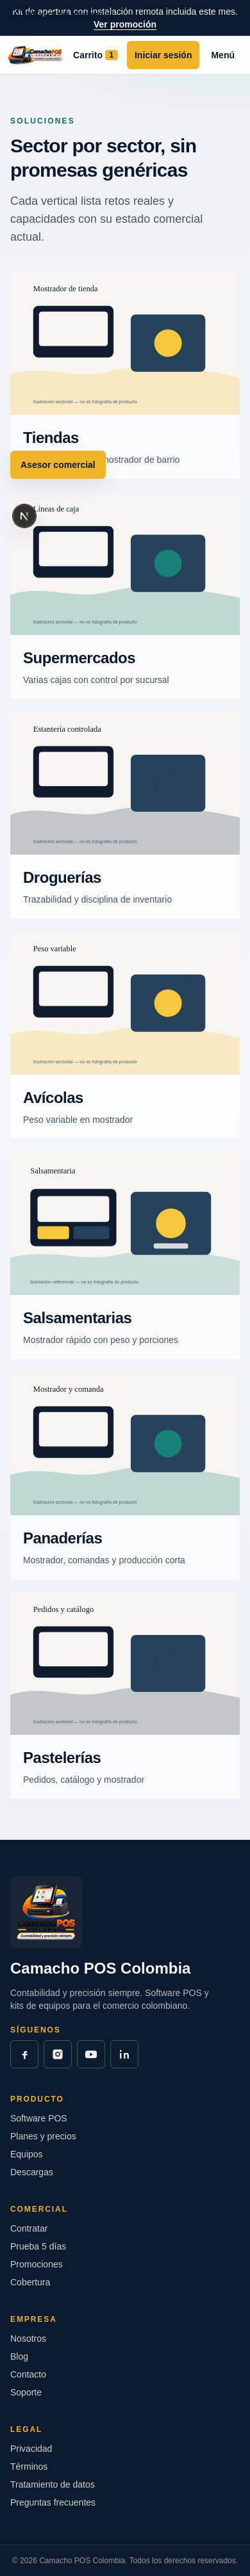 Kit de apertura con instalación remota incluida este mes.
Ver promoción
CamachoPOS
Carrito 1
Iniciar sesión
Menú
SOLUCIONES
Sector por sector, sin
promesas genéricas
Cada vertical lista retos reales y
capacidades con su estado comercial
actual.
Mostrador de tienda
Ilustración sectorial — no es fotografía de producto
Tiendas
mostrador de barrio
Asesor comercial
N
Líneas de caja
Ilustración sectorial — no es fotografía de producto
Supermercados
Varias cajas con control por sucursal
Estantería controlada
Ilustración sectorial — no es fotografía de producto
Droguerías
Trazabilidad y disciplina de inventario
Peso variable
Ilustración sectorial — no es fotografía de producto
Avícolas
Peso variable en mostrador
Salsamentaria
Ilustración referencial — no es fotografía de producto
Salsamentarias
Mostrador rápido con peso y porciones
Mostrador y comanda
Ilustración sectorial — no es fotografía de producto
Panaderías
Mostrador, comandas y producción corta
Pedidos y catálogo
Ilustración sectorial — no es fotografía de producto
Pastelerías
Pedidos, catálogo y mostrador
Camacho POS
Contabilidad y precisión siempre
Camacho POS Colombia
Contabilidad y precisión siempre. Software POS y
kits de equipos para el comercio colombiano.
SÍGUENOS
PRODUCTO
Software POS
Planes y precios
Equipos
Descargas
COMERCIAL
Contratar
Prueba 5 días
Promociones
Cobertura
EMPRESA
Nosotros
Blog
Contacto
Soporte
LEGAL
Privacidad
Términos
Tratamiento de datos
Preguntas frecuentes
© 2026 Camacho POS Colombia. Todos los derechos reservados.